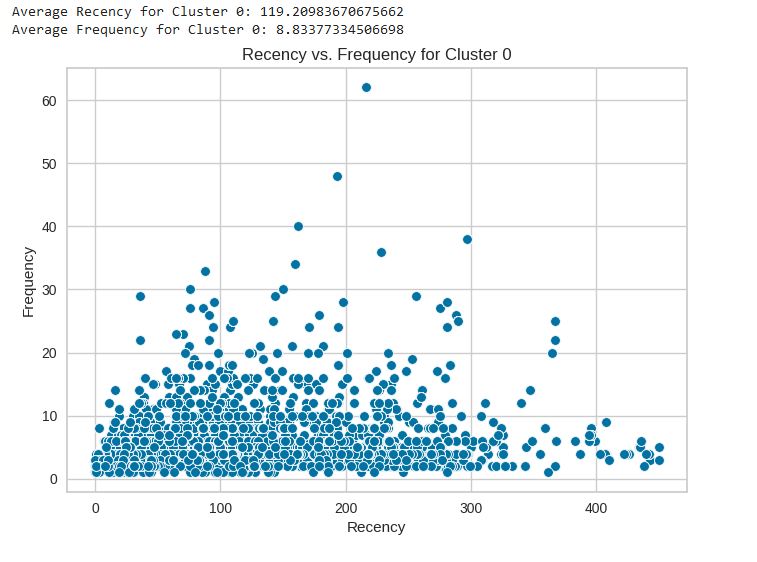 Average Recency for Cluster 0: 119.20983670675662
Average Frequency for Cluster 0: 8.83377334506698
Recency vs. Frequency for Cluster 0
60
50
40
30
20
10
0
Frequency
0 100 200 300 400
Recency